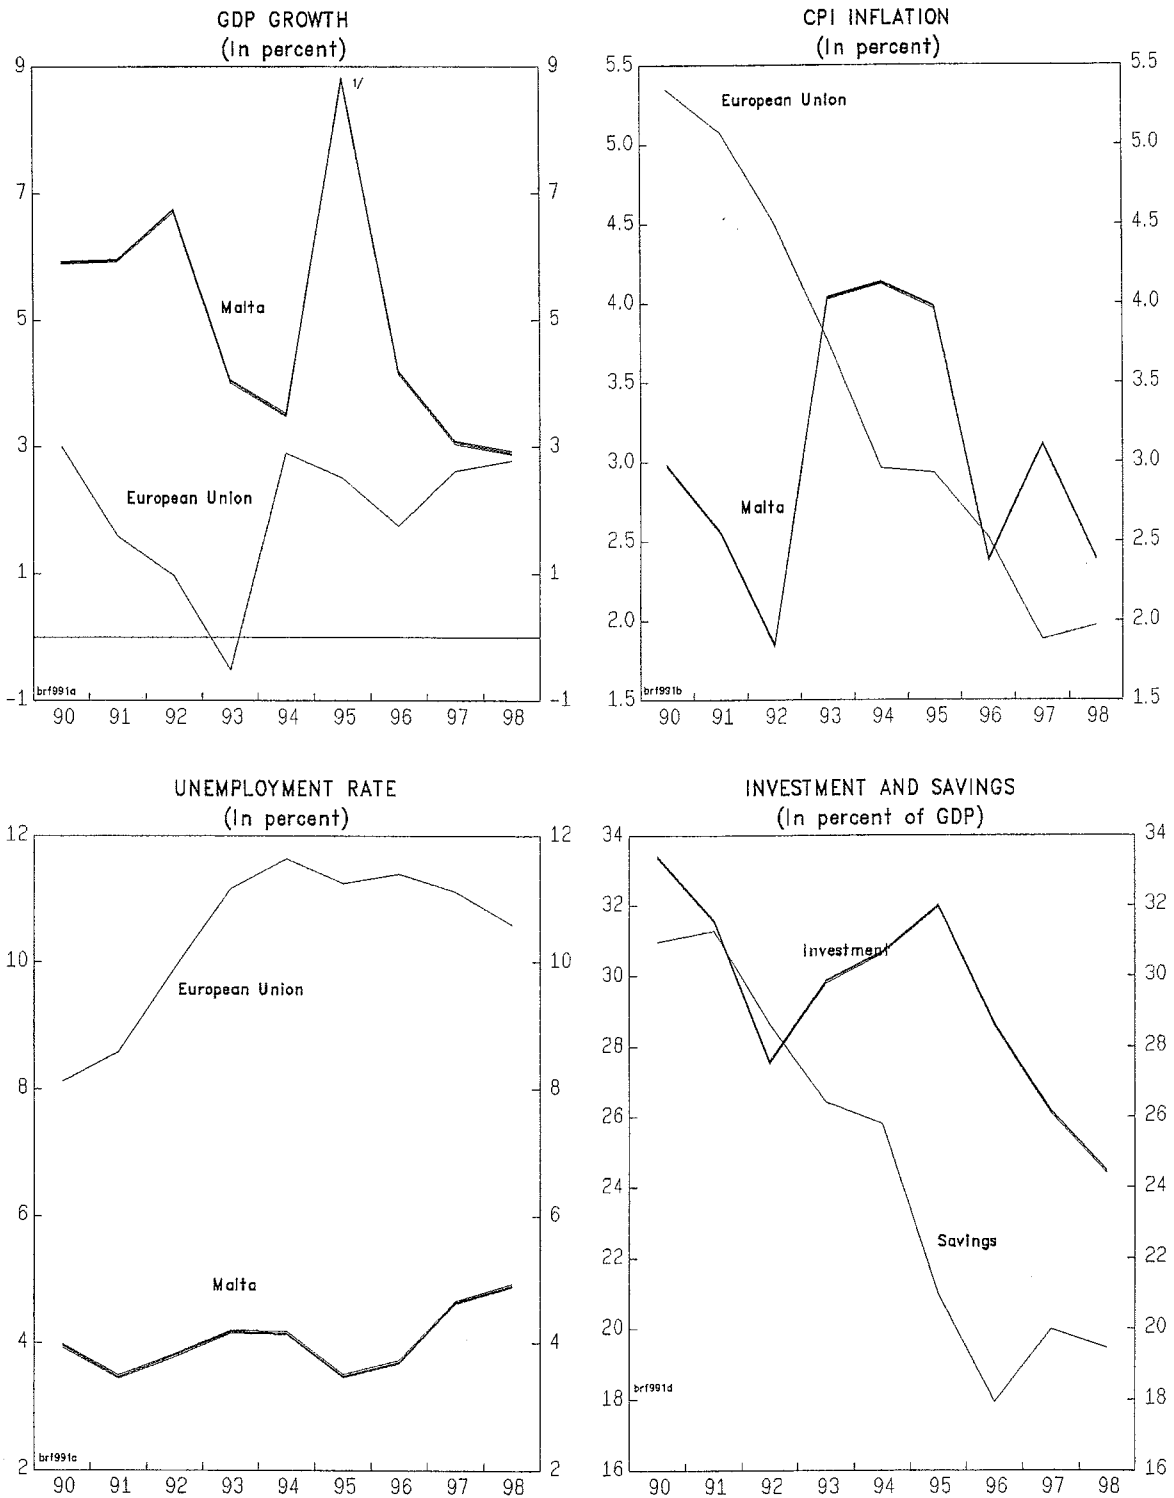 GDP GROWTH
(In percent)
9
7
5
3
1
-1
9
7
5
3
1
-1
1/
Malta
European Union
brf991a
90 91 92 93 94 95 96 97 98
CPI INFLATION
(In percent)
5.5
5.0
4.5
4.0
3.5
3.0
2.5
2.0
1.5
5.5
5.0
4.5
4.0
3.5
3.0
2.5
2.0
1.5
European Union
Malta
brf991b
90 91 92 93 94 95 96 97 98
UNEMPLOYMENT RATE
(In percent)
12
10
8
6
4
2
12
10
8
6
4
2
European Union
Malta
brf991c
90 91 92 93 94 95 96 97 98
INVESTMENT AND SAVINGS
(In percent of GDP)
34
32
30
28
26
24
22
20
18
16
34
32
30
28
26
24
22
20
18
16
Investment
Savings
brf991d
90 91 92 93 94 95 96 97 98